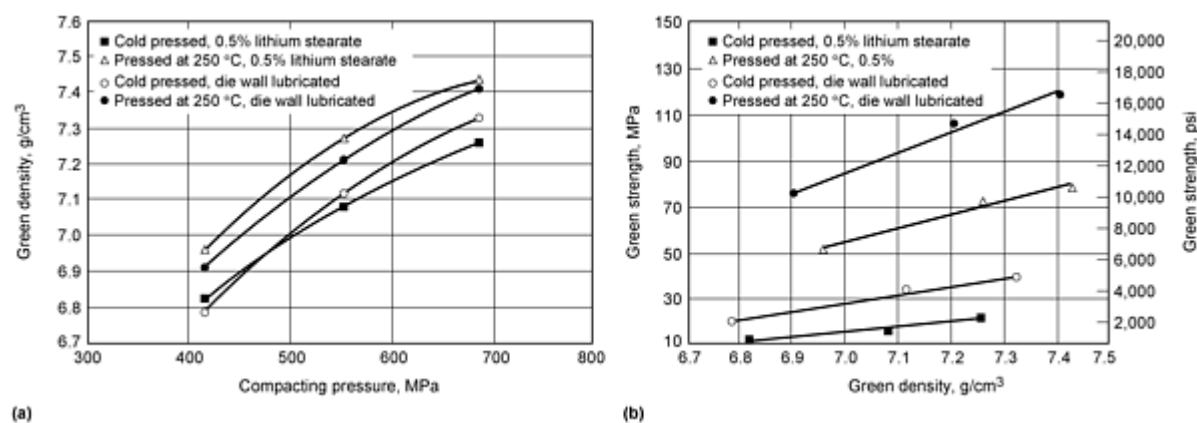 7.6
7.5
7.4
7.3
7.2
7.1
7.0
6.9
6.8
6.7
Green density, g/cm3
Cold pressed, 0.5% lithium stearate
Pressed at 250 °C, 0.5% lithium stearate
Cold pressed, die wall lubricated
Pressed at 250 °C, die wall lubricated
300 400 500 600 700 800
Compacting pressure, MPa
(a)
150
130
110
90
70
50
30
10
Green strength, MPa
Cold pressed, 0.5% lithium stearate
Pressed at 250 °C, 0.5%
Cold pressed, die wall lubricated
Pressed at 250 °C, die wall lubricated
20,000
18,000
16,000
14,000
12,000
10,000
8,000
6,000
4,000
2,000
Green strength, psi
6.7 6.8 6.9 7.0 7.1 7.2 7.3 7.4 7.5
Green density, g/cm3
(b)